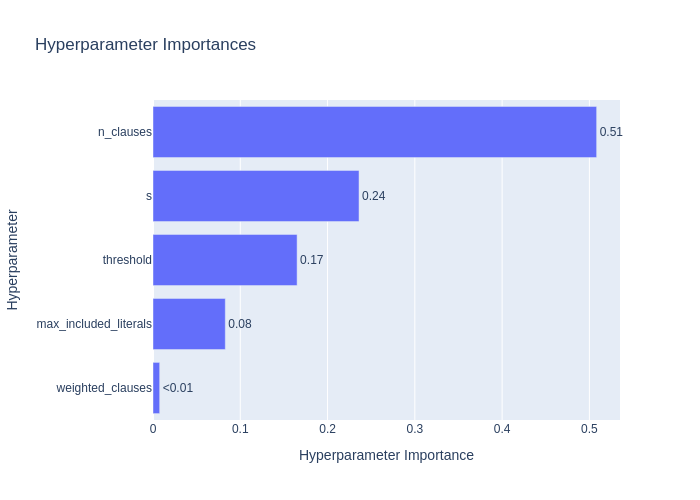 Hyperparameter Importances
n_clauses
0.51
s
0.24
threshold
0.17
max_included_literals
0.08
weighted_clauses
<0.01
0
0.1
0.2
0.3
0.4
0.5
Hyperparameter Importance
Hyperparameter